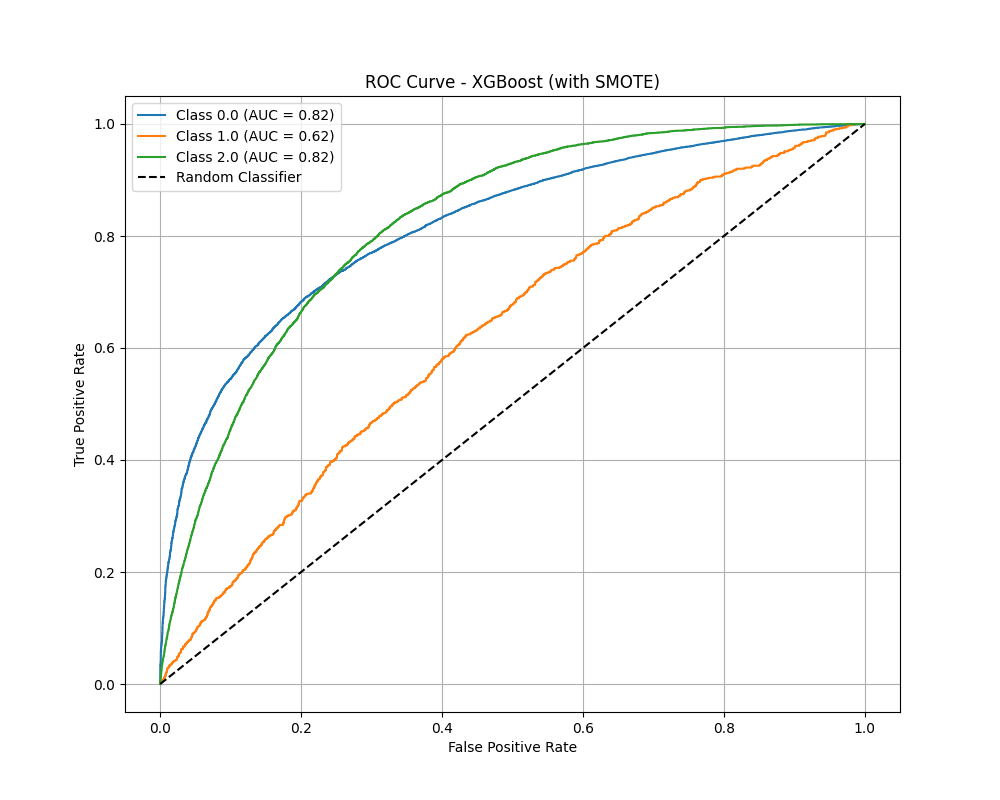 ROC Curve - XGBoost (with SMOTE)
Class 0.0 (AUC = 0.82)
Class 1.0 (AUC = 0.62)
Class 2.0 (AUC = 0.82)
Random Classifier
True Positive Rate
1.0
0.8
0.6
0.4
0.2
0.0
0.0 0.2 0.4 0.6 0.8 1.0
False Positive Rate